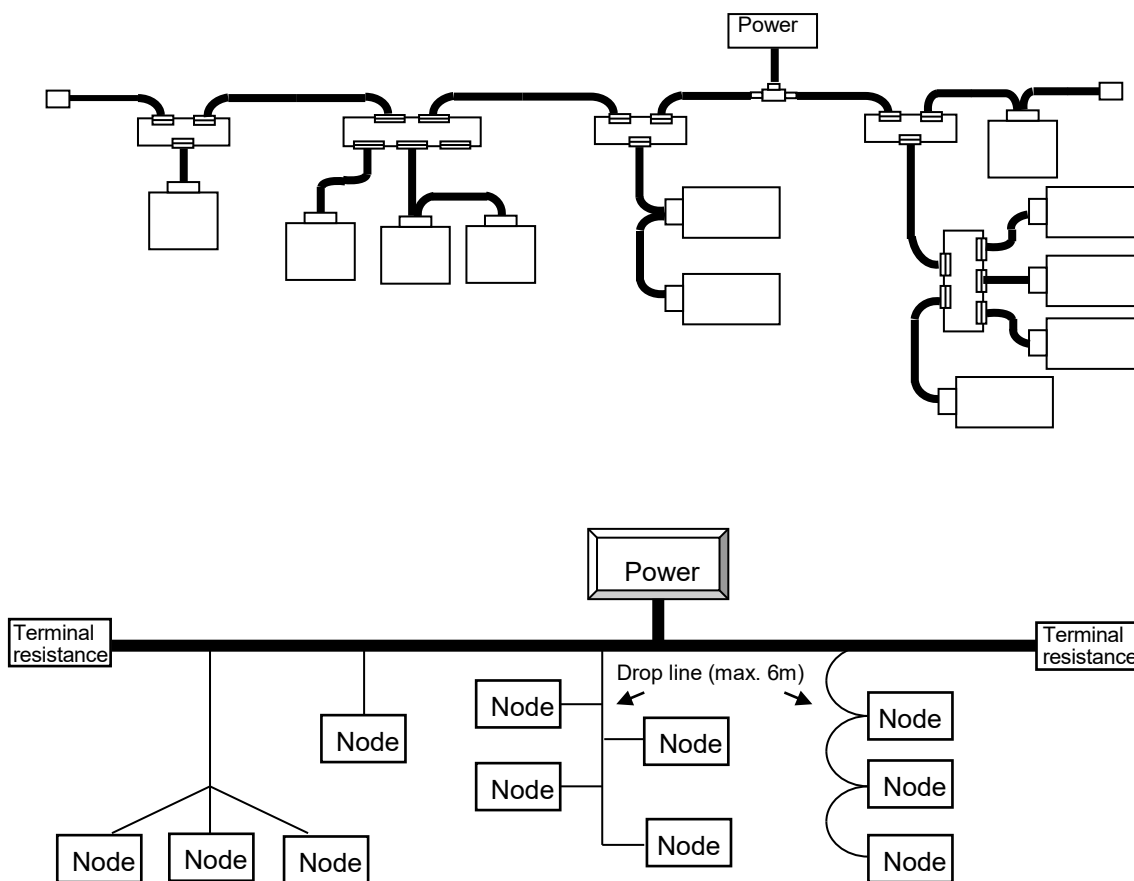 Power
Power
Terminal
resistance
Terminal
resistance
Drop line (max. 6m)
Node
Node
Node
Node
Node
Node
Node
Node
Node
Node
Node